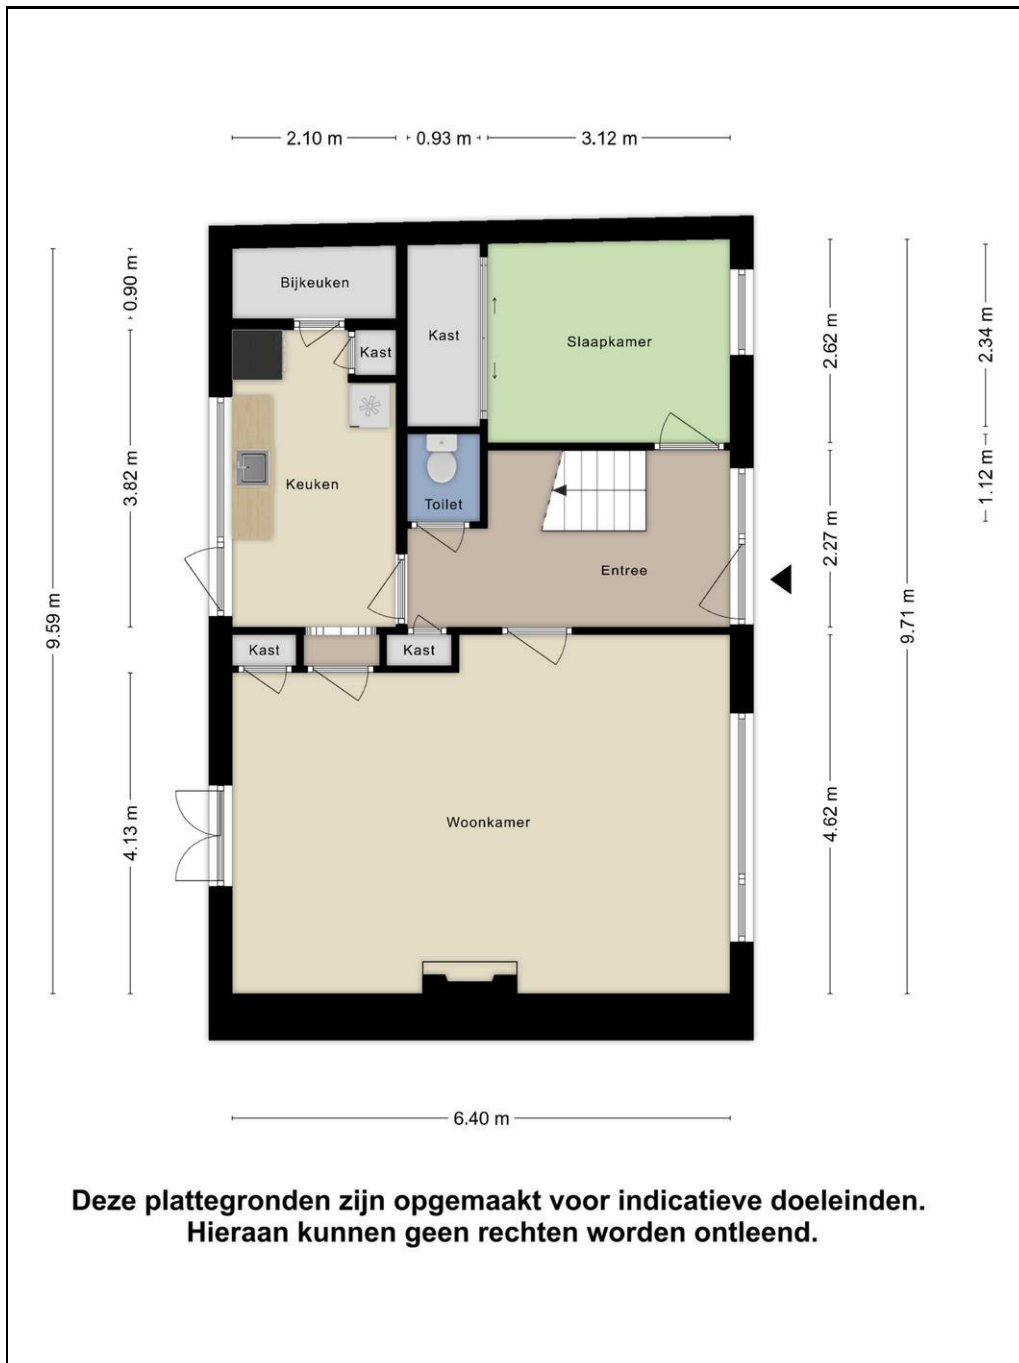 2.10 m
0.93 m
3.12 m
Bijkeuken
Kast
Kast
Slaapkamer
Keuken
Toilet
Entree
Kast
Kast
Woonkamer
9.59 m
0.90 m
3.82 m
4.13 m
2.62 m
2.27 m
4.62 m
9.71 m
2.34 m
1.12 m
6.40 m
Deze plattegronden zijn opgemaakt voor indicatieve doeleinden.
Hieraan kunnen geen rechten worden ontleend.